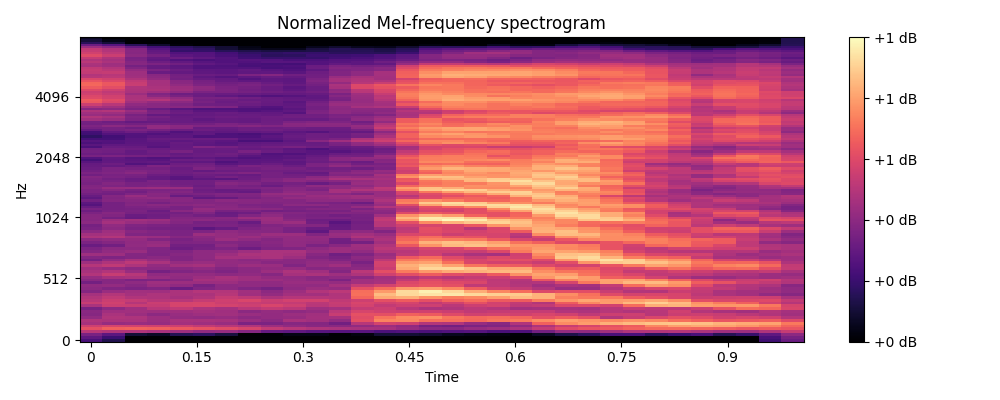 Normalized Mel-frequency spectrogram
Hz
4096
2048
1024
512
0
0 0.15 0.3 0.45 0.6 0.75 0.9
Time
+1 dB
+1 dB
+1 dB
+0 dB
+0 dB
+0 dB